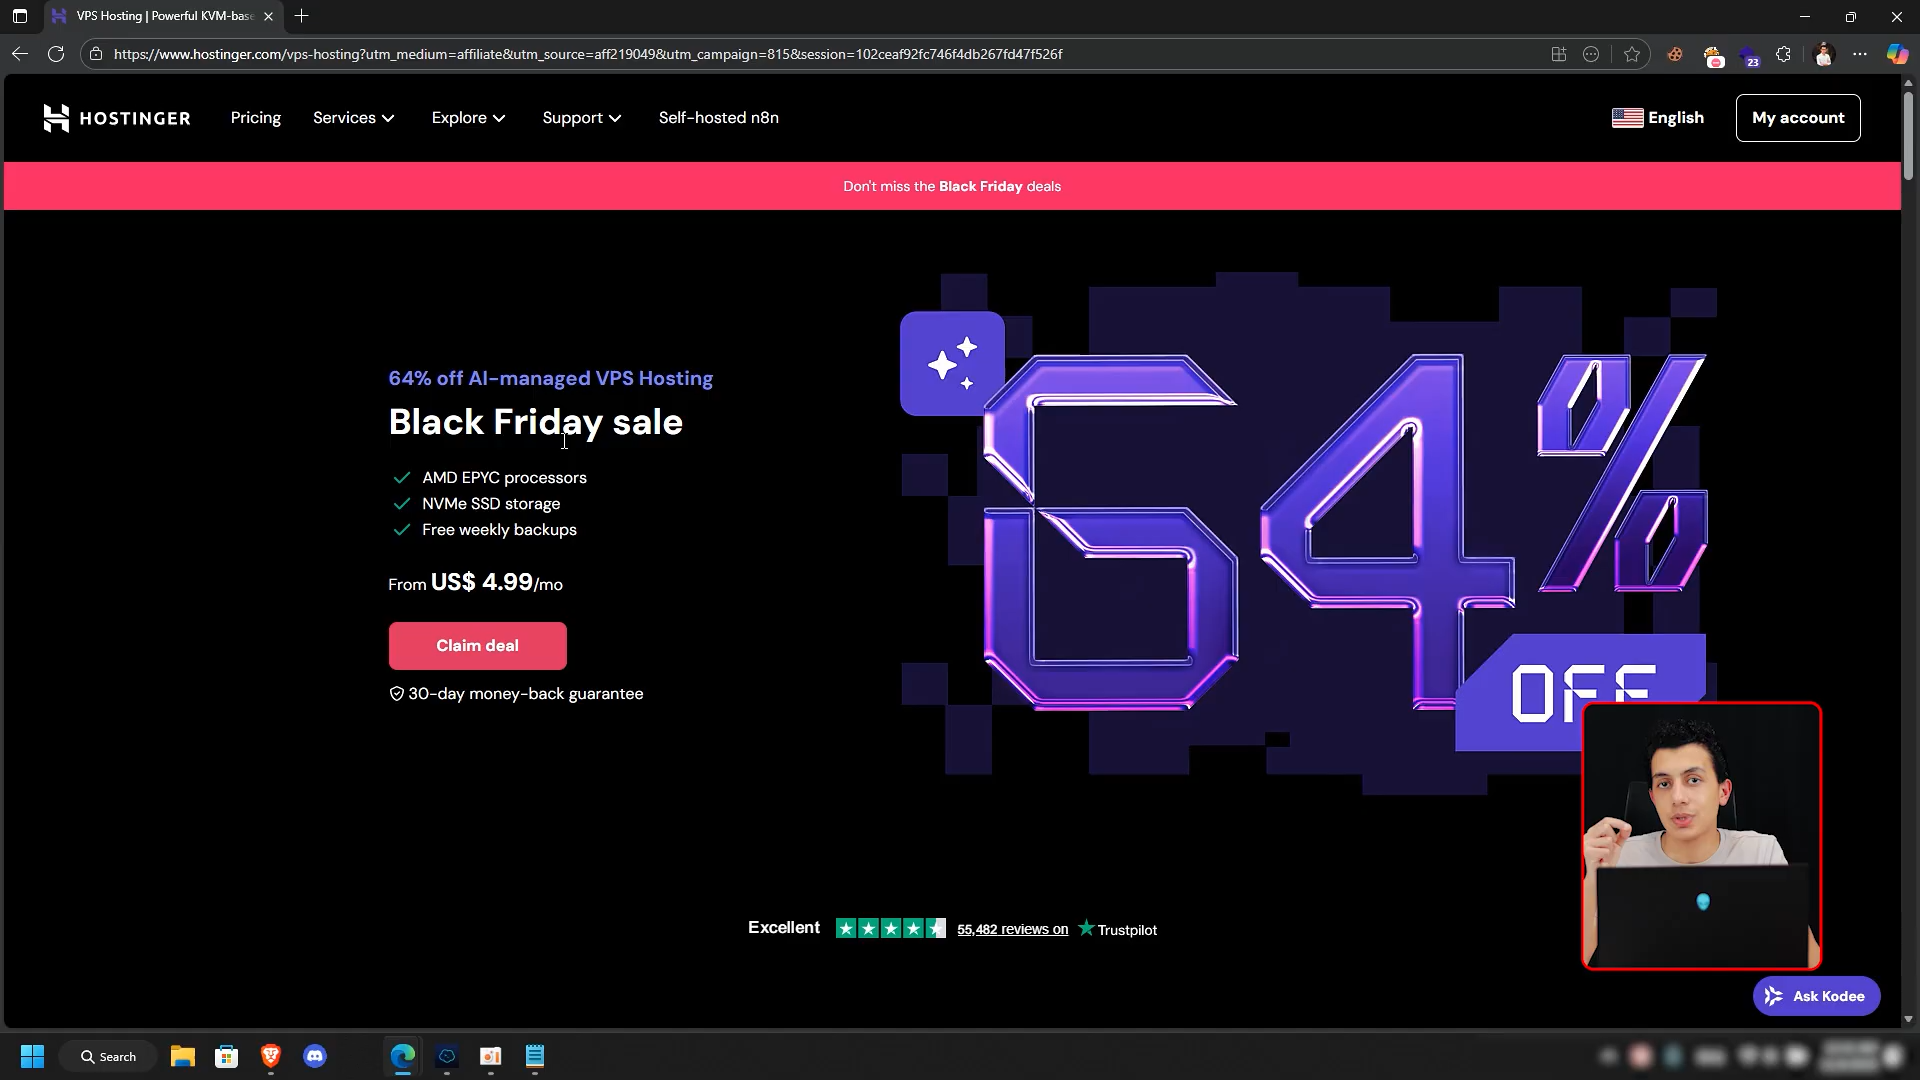 VPS Hosting | Powerful KVM-base
https://www.hostinger.com/vps-hosting?utm_medium=affiliate&utm_source=aff219049&utm_campaign=815&session=102ceaf92fc746f4db267fd47f526f
23
HOSTINGER
Pricing
Services
Explore
Support
Self-hosted n8n
English
My account
Don't miss the Black Friday deals
64% off AI-managed VPS Hosting
Black Friday sale
AMD EPYC processors
NVMe SSD storage
Free weekly backups
From US$ 4.99/mo
Claim deal
30-day money-back guarantee
64%
OFF
Excellent
55,482 reviews on
Trustpilot
Ask Kodee
Search